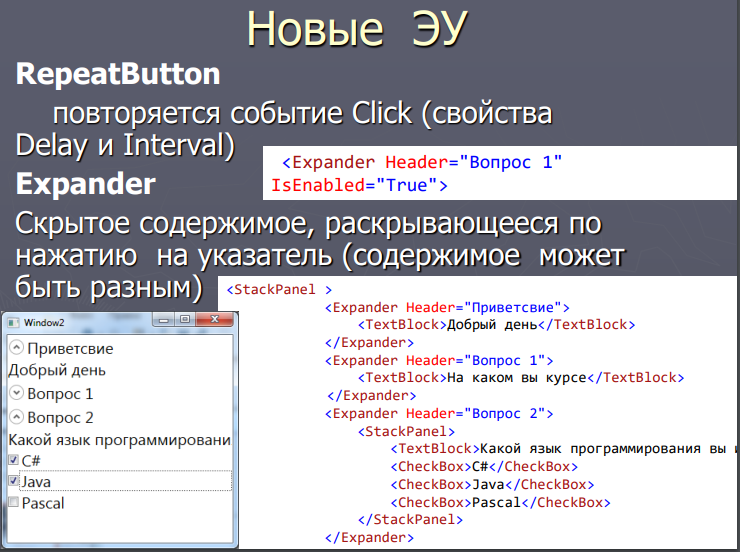 Новые ЭУ
RepeatButton
повторяется событие Click (свойства
Delay и Interval)
<Expander Header="Вопрос 1"
IsEnabled="True">
Expander
Скрытое содержимое, раскрывающееся по
нажатию на указатель (содержимое может
быть разным)
<StackPanel >
<Expander Header="Приветсвие">
<TextBlock>Добрый день</TextBlock>
</Expander>
<Expander Header="Вопрос 1">
<TextBlock>На каком вы курсе</TextBlock>
</Expander>
<Expander Header="Вопрос 2">
<StackPanel>
<TextBlock>Какой язык программирования вы
<CheckBox>C#</CheckBox>
<CheckBox>Java</CheckBox>
<CheckBox>Pascal</CheckBox>
</StackPanel>
</Expander>
Window2
Приветсвие
Добрый день
Вопрос 1
Вопрос 2
Какой язык программировани
C#
Java
Pascal